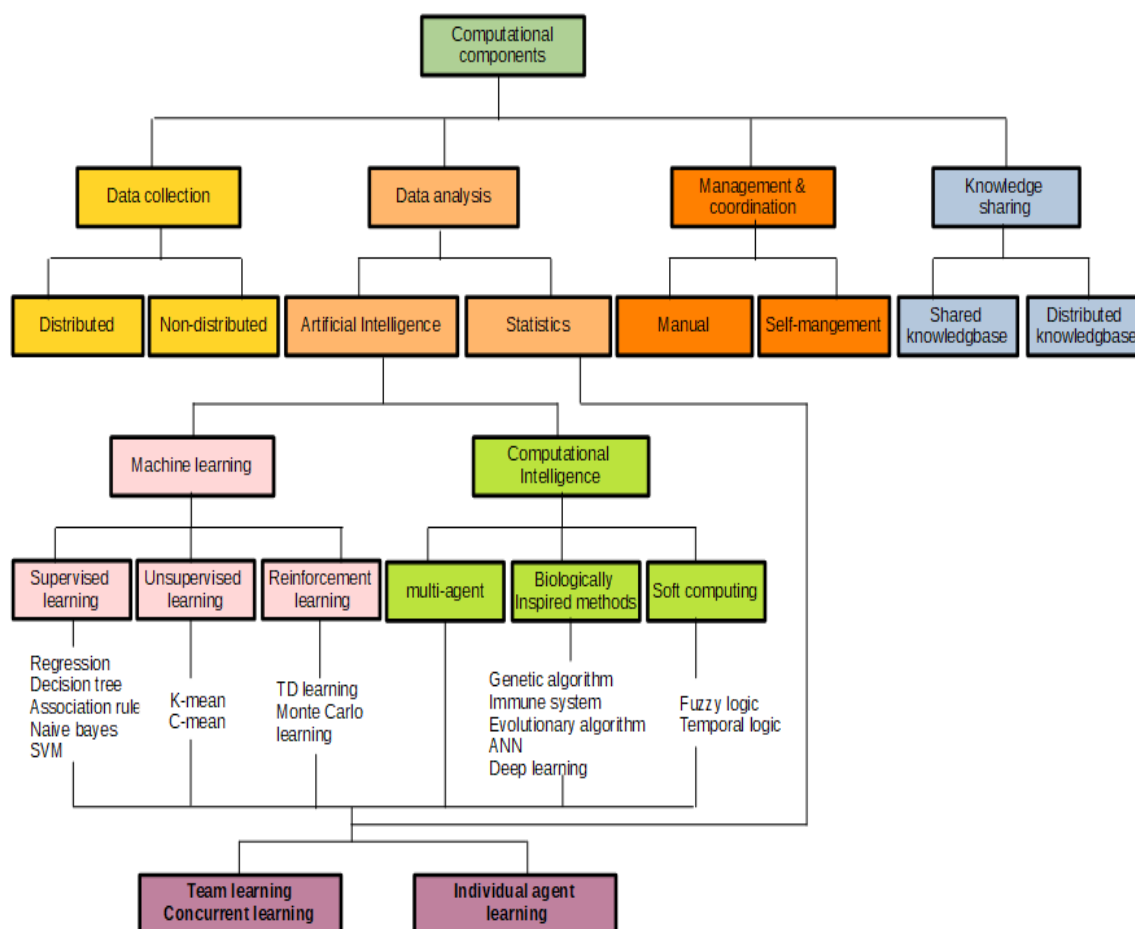 Computational
components
Data collection
Data analysis
Management &
coordination
Knowledge
sharing
Distributed
Non-distributed
Artificial Intelligence
Statistics
Manual
Self-mangement
Shared
knowledgbase
Distributed
knowledgbase
Machine learning
Computational
Intelligence
Supervised
learning
Unsupervised
learning
Reinforcement
learning
multi-agent
Biologically
Inspired methods
Soft computing
Regression
Decision tree
Association rule
Naive bayes
SVM
K-mean
C-mean
TD learning
Monte Carlo
learning
Genetic algorithm
Immune system
Evolutionary algorithm
ANN
Deep learning
Fuzzy logic
Temporal logic
Team learning
Concurrent learning
Individual agent
learning